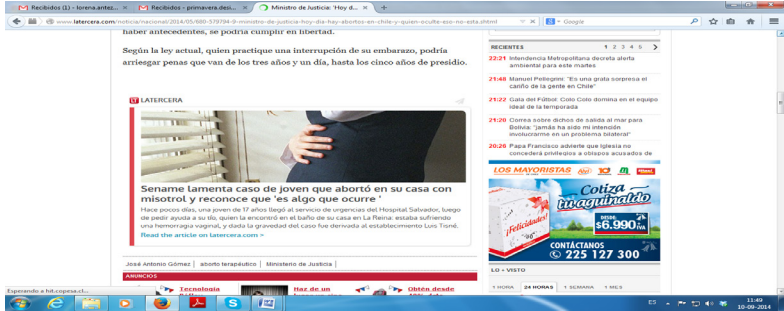 Recibidos (1) - lorena.antez...
Recibidos - primavera.desi...
Ministro de Justicia: 'Hoy d...
www.latercera.com/noticia/nacional/2014/05/680-579794-9-ministro-de-justicia-hoy-dia-hay-abortos-en-chile-y-quien-oculte-eso-no-esta.shtml
Google
haber antecedentes, se podría cumplir en libertad.
Según la ley actual, quien practique una interrupción de su embarazo, podría
arriesgar penas que van de los tres años y un día, hasta los cinco años de presidio.
LT LATERCERA
Sename lamenta caso de joven que abortó en su casa con
misotrol y reconoce que 'es algo que ocurre '
Hace pocos días, una joven de 17 años llegó al servicio de urgencias del Hospital Salvador, luego
de pedir ayuda a su tío, quien la encontró en el baño de su casa en La Reina: estaba sufriendo
una hemorragia vaginal, y dada la gravedad del caso fue derivada al establecimiento Luis Tisné.
Read the article on latercera.com >
José Antonio Gómez | aborto terapéutico | Ministerio de Justicia |
ANUNCIOS
Tecnología
Haz de un
Obtén desde
RECIENTES 1 2 3 4 5 >
22:21 Intendencia Metropolitana decreta alerta
ambiental para este martes
21:48 Manuel Pellegrini: "Es una grata sorpresa el
cariño de la gente en Chile"
21:22 Gala del Fútbol: Colo Colo domina en el equipo
ideal de la temporada
21:20 Correa sobre dichos de salida al mar para
Bolivia: "jamás ha sido mi intención
involucrarme en un problema bilateral"
20:26 Papa Francisco advierte que Iglesia no
concederá privilegios a obispos acusados de
LOS MAYORISTAS 10
Cotiza
tu aguinaldo
¡Felicidades!
DESDE:
$6.990 IVA
CONTÁCTANOS
225 127 300
LO + VISTO
1 HORA 24 HORAS 1 SEMANA 1 MES
Esperando a hit.copesa.cl...
ES
11:49
10-09-2014